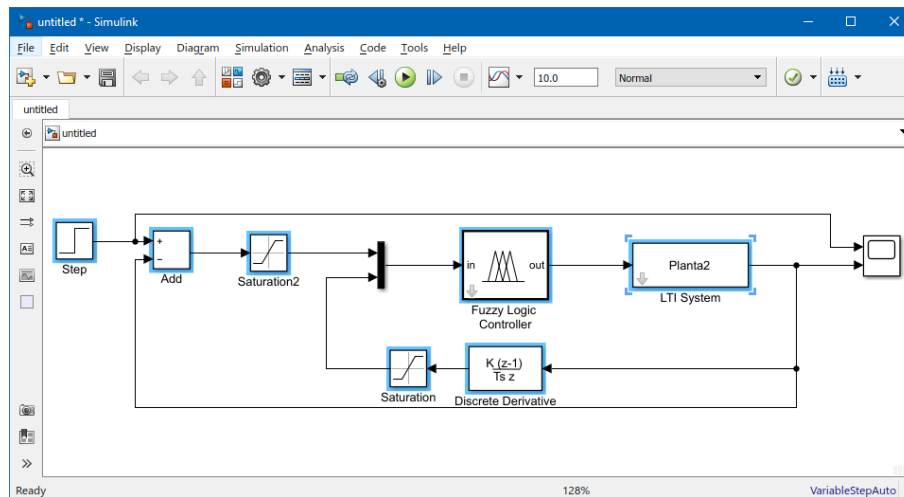 untitled * - Simulink
File Edit View Display Diagram Simulation Analysis Code Tools Help
10.0 Normal
untitled
untitled
Step
+
−
Add
Saturation2
in out
Fuzzy Logic
Controller
Planta2
LTI System
Saturation
K (z-1)
Ts z
Discrete Derivative
Ready 128% VariableStepAuto